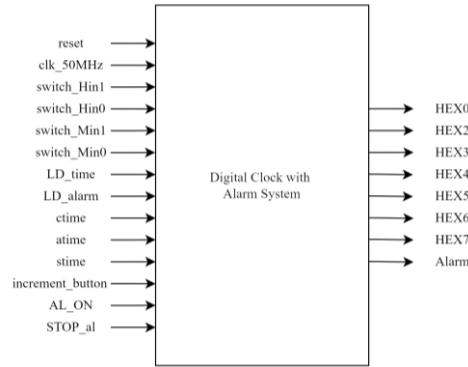 reset
clk_50MHz
switch_Hin1
switch_Hin0
switch_Min1
switch_Min0
LD_time
LD_alarm
ctime
atime
stime
increment_button
AL_ON
STOP_al
Digital Clock with
Alarm System
HEX0
HEX2
HEX3
HEX4
HEX5
HEX6
HEX7
Alarm